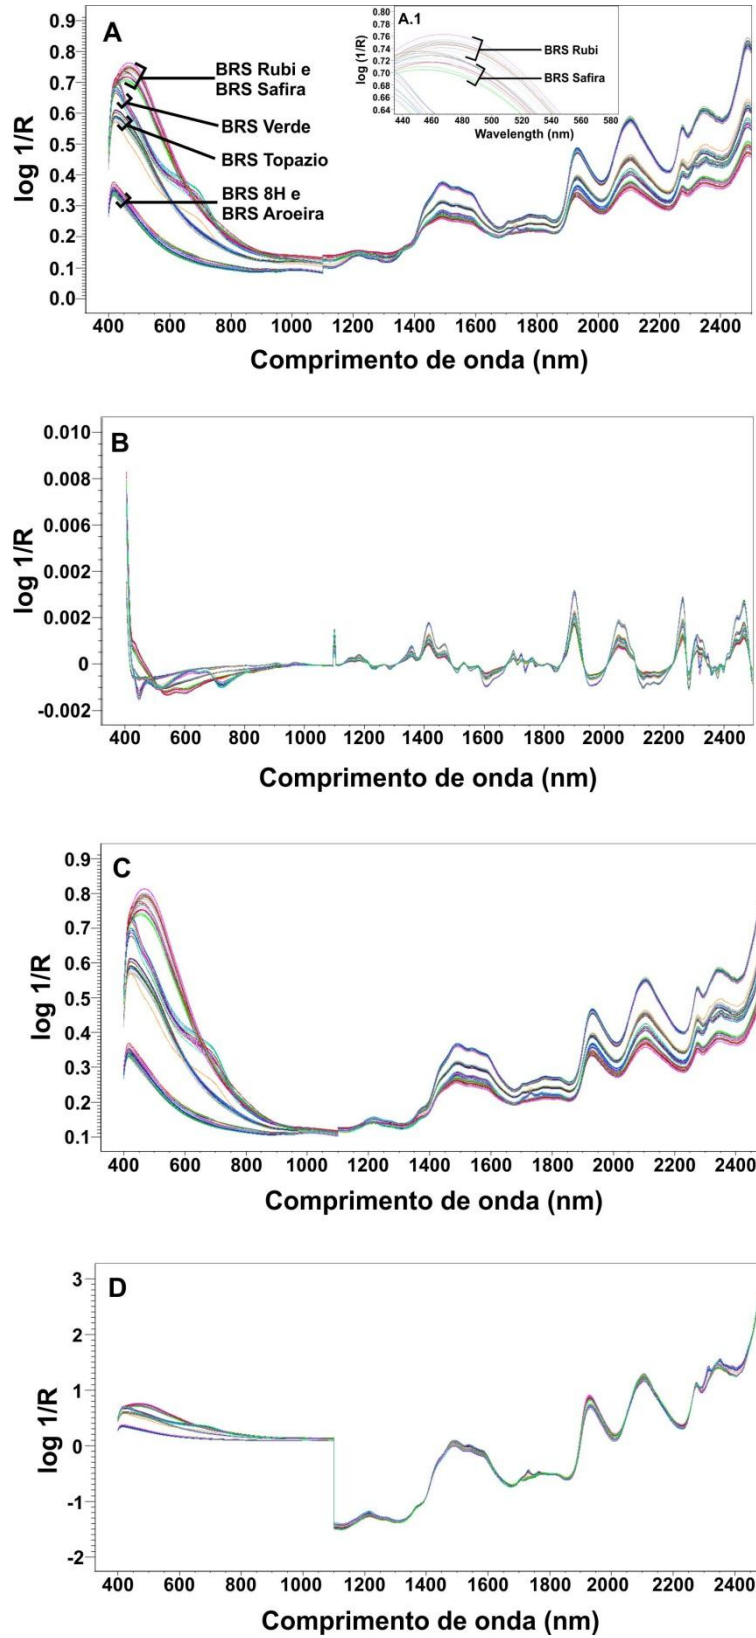 A
0.9
0.8
0.7
0.6
0.5
0.4
0.3
0.2
0.1
0.0
log 1/R
BRS Rubi e
BRS Safira
BRS Verde
BRS Topazio
BRS 8H e
BRS Aroeira
A.1
0.80
0.78
0.76
0.74
0.72
0.70
0.68
0.66
0.64
log (1/R)
BRS Rubi
BRS Safira
440 460 480 500 520 540 560 580
Wavelength (nm)
400 600 800 1000 1200 1400 1600 1800 2000 2200 2400
Comprimento de onda (nm)
B
0.010
0.008
0.006
0.002
0.002
0
-0.002
log 1/R
400 600 800 1000 1200 1400 1600 1800 2000 2200 2400
Comprimento de onda (nm)
C
0.9
0.8
0.7
0.6
0.5
0.4
0.3
0.2
0.1
log 1/R
400 600 800 1000 1200 1400 1600 1800 2000 2200 2400
Comprimento de onda (nm)
D
3
2
1
0
-1
-2
log 1/R
400 600 800 1000 1200 1400 1600 1800 2000 2200 2400
Comprimento de onda (nm)